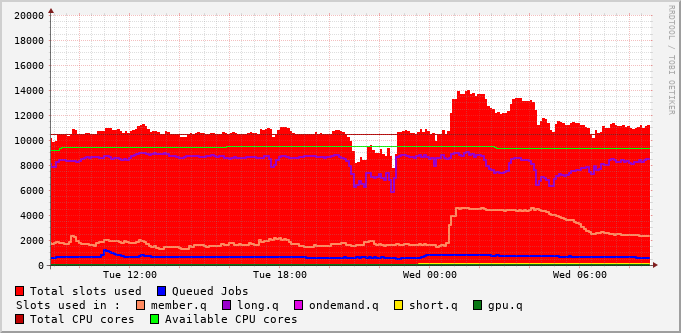 20000
18000
16000
14000
12000
10000
8000
6000
4000
2000
0
Tue 12:00 Tue 18:00 Wed 00:00 Wed 06:00
RRDTOOL / TOBI OETIKER
Total slots used Queued Jobs
Slots used in : member.q long.q ondemand.q short.q gpu.q
Total CPU cores Available CPU cores